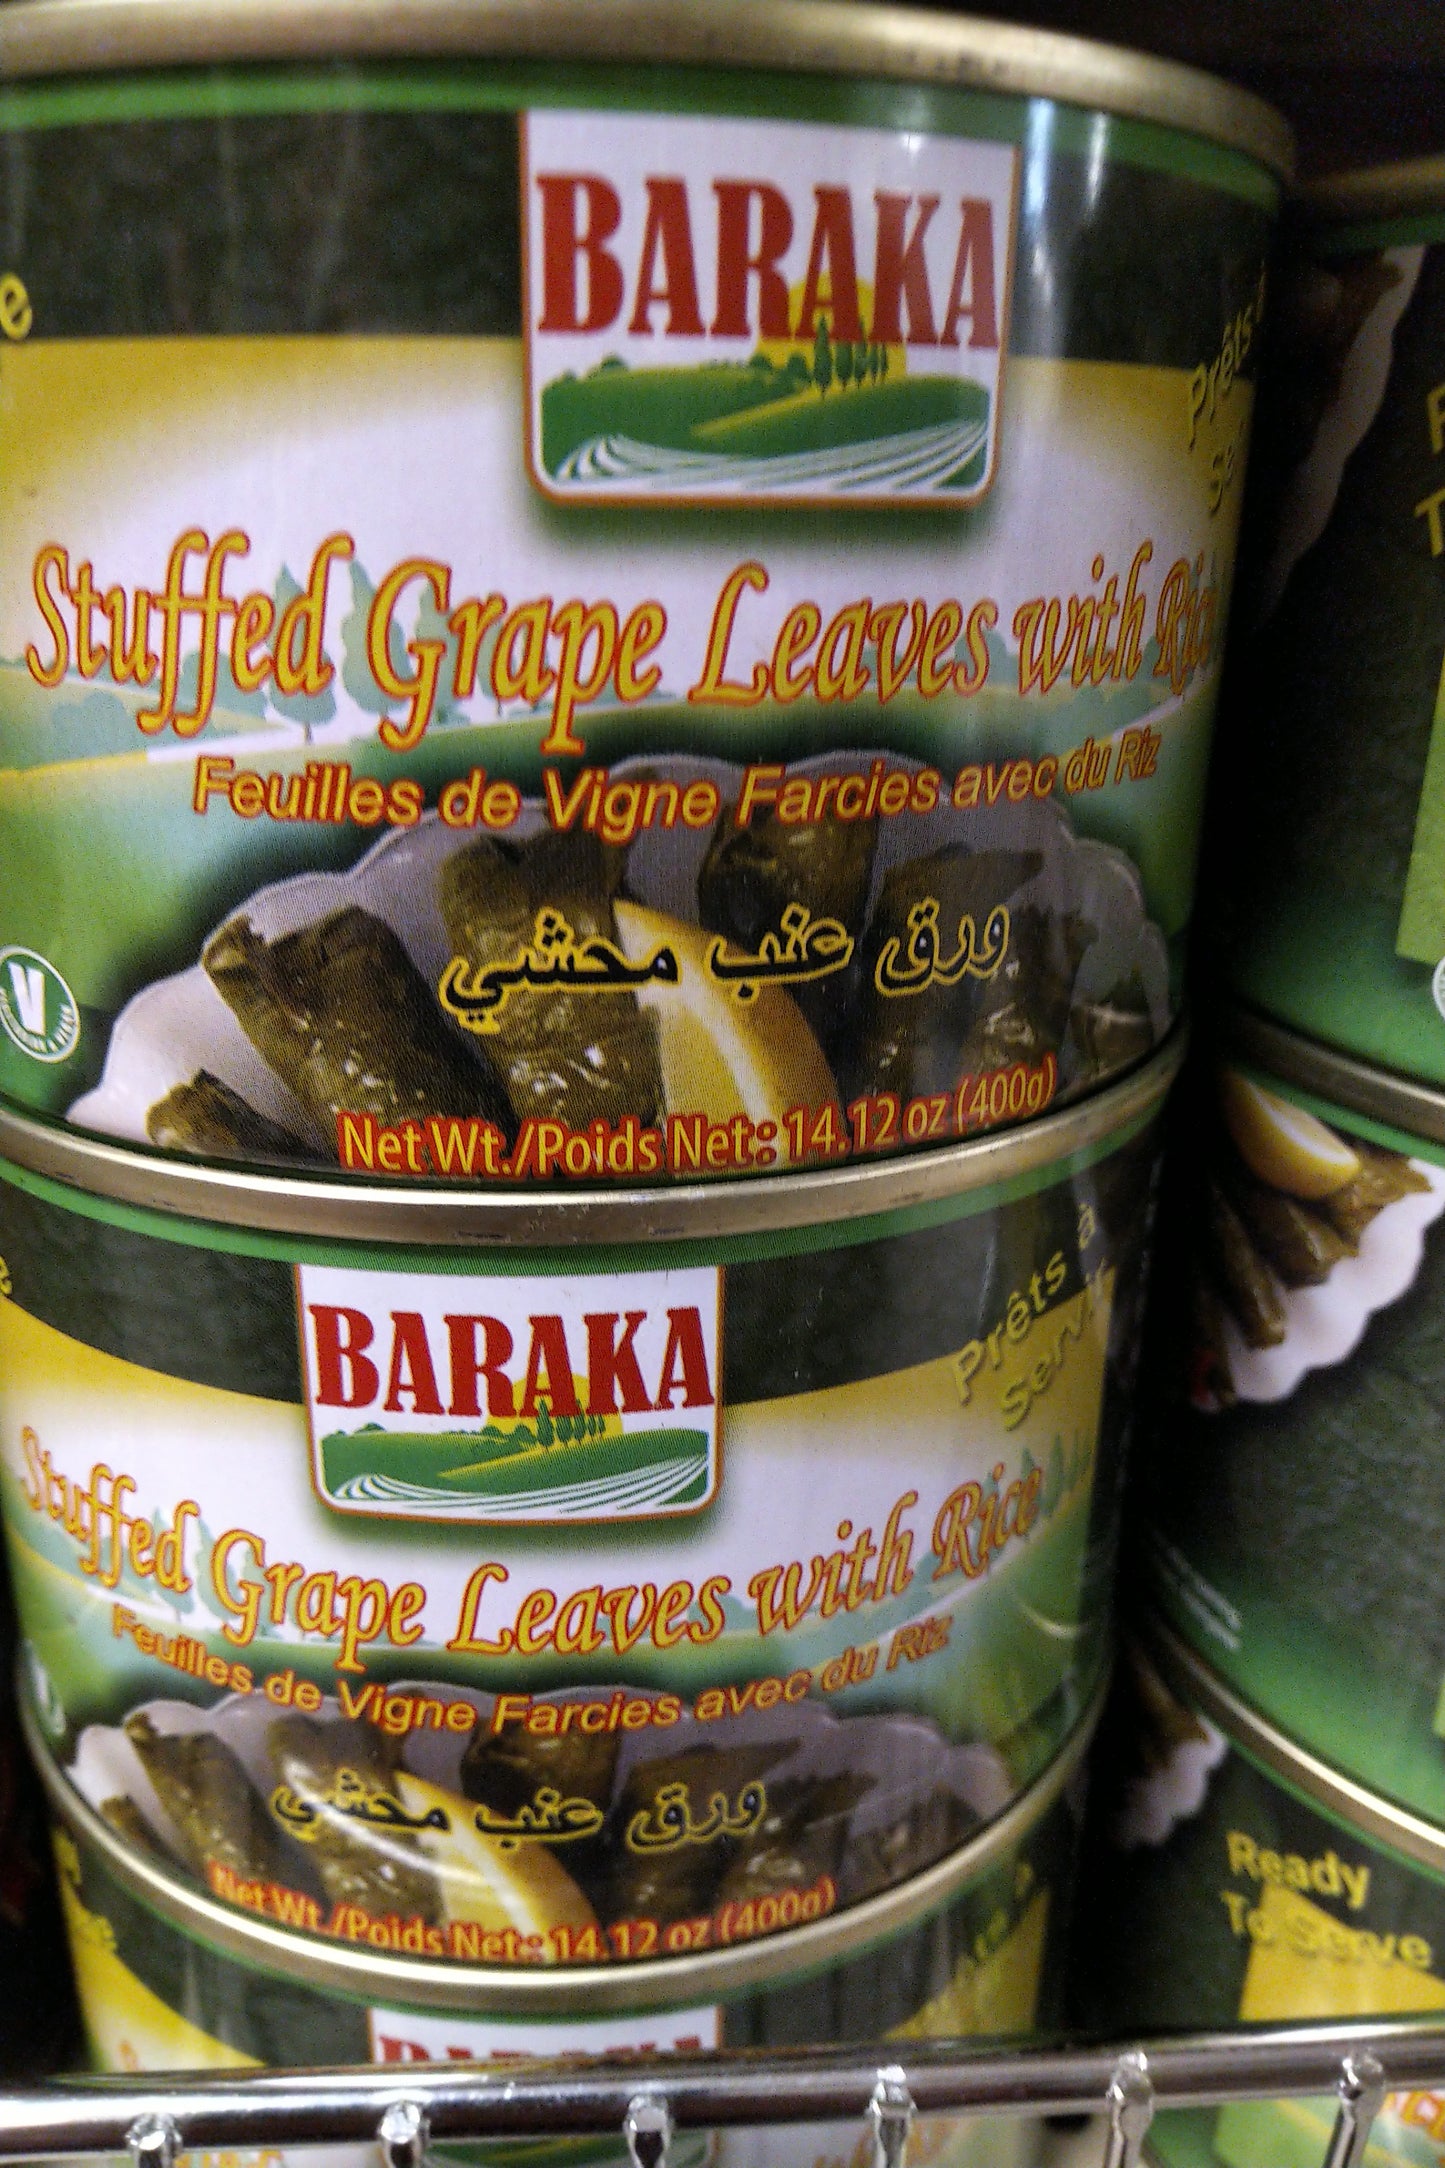 BARAKA
Prêts
Stuffed Grape Leaves with Rice
Feuilles de Vigne Farcies avec du Riz
ورق عنب محشي
V
Net Wt./Poids Net: 14.12 oz (400g)
BARAKA
Prêts à
Servir
Stuffed Grape Leaves with Rice
Feuilles de Vigne Farcies avec du Riz
ورق عنب محشي
Net Wt./Poids Net: 14.12 oz (400g)
BARAKA
Ready
To Serve